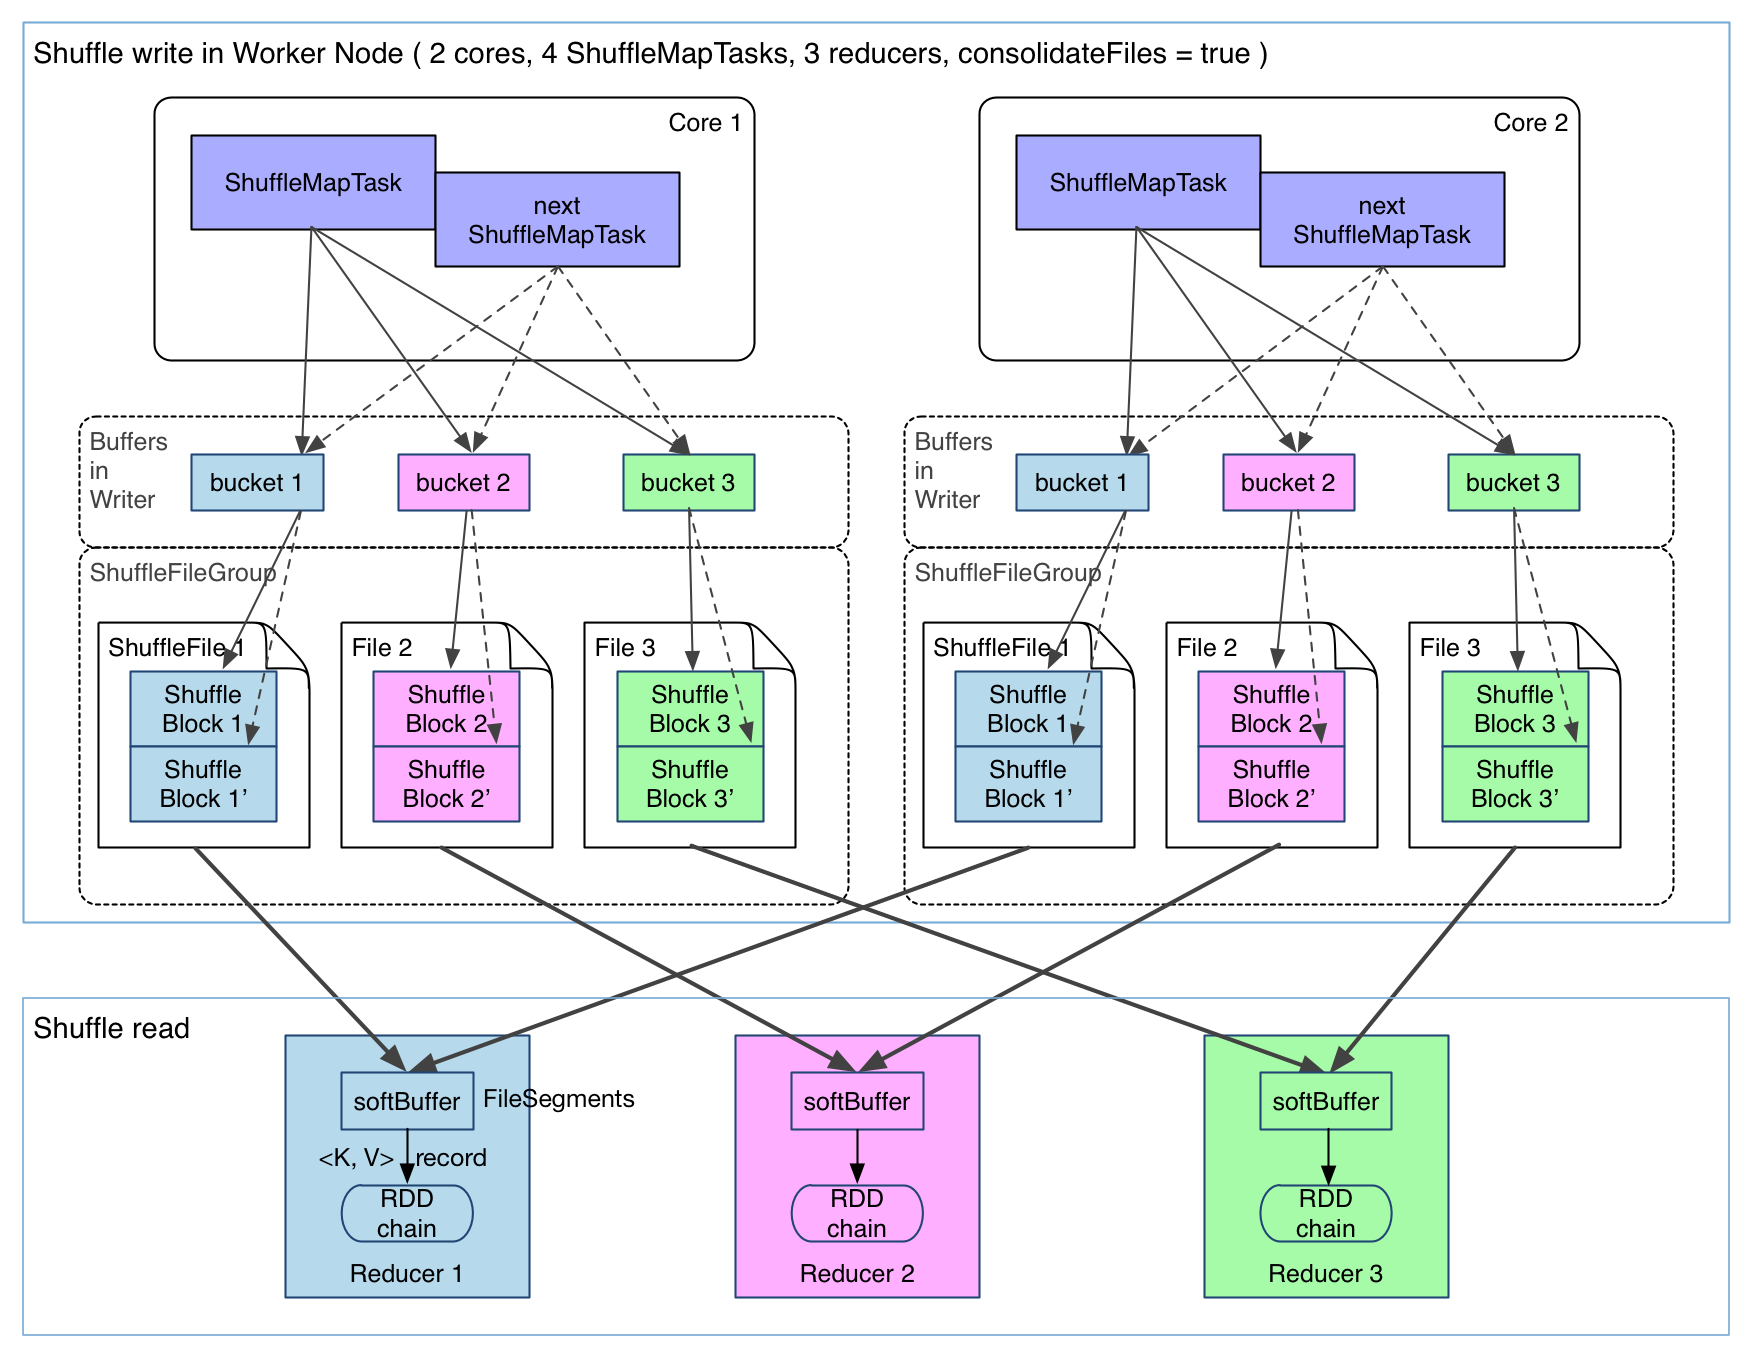 Shuffle write in Worker Node ( 2 cores, 4 ShuffleMapTasks, 3 reducers, consolidateFiles = true )
Core 1
ShuffleMapTask
next
ShuffleMapTask
Core 2
ShuffleMapTask
next
ShuffleMapTask
Buffers
in
Writer
bucket 1
bucket 2
bucket 3
Buffers
in
Writer
bucket 1
bucket 2
bucket 3
ShuffleFileGroup
ShuffleFile 1
Shuffle
Block 1
Shuffle
Block 1’
File 2
Shuffle
Block 2
Shuffle
Block 2’
File 3
Shuffle
Block 3
Shuffle
Block 3’
ShuffleFileGroup
ShuffleFile 1
Shuffle
Block 1
Shuffle
Block 1’
File 2
Shuffle
Block 2
Shuffle
Block 2’
File 3
Shuffle
Block 3
Shuffle
Block 3’
Shuffle read
softBuffer
FileSegments
<K, V> record
RDD
chain
Reducer 1
softBuffer
RDD
chain
Reducer 2
softBuffer
RDD
chain
Reducer 3